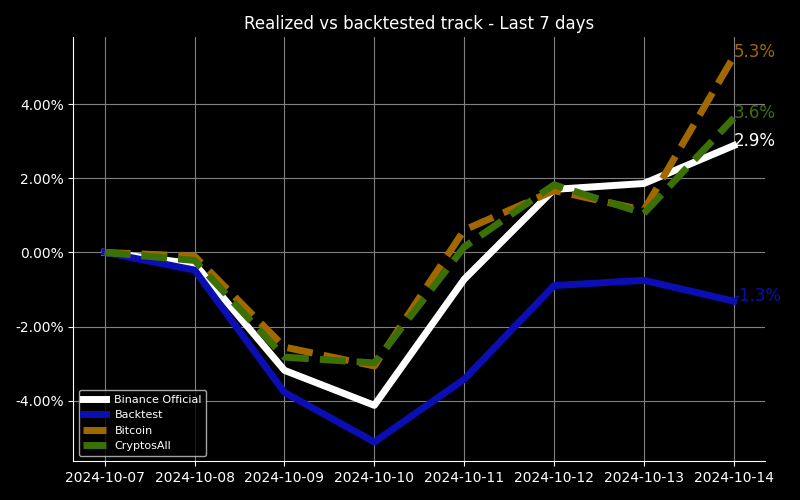 Realized vs backtested track - Last 7 days
5.3%
3.6%
2.9%
-1.3%
4.00%
2.00%
0.00%
-2.00%
-4.00%
Binance Official
Backtest
Bitcoin
CryptosAll
2024-10-07 2024-10-08 2024-10-09 2024-10-10 2024-10-11 2024-10-12 2024-10-13 2024-10-14